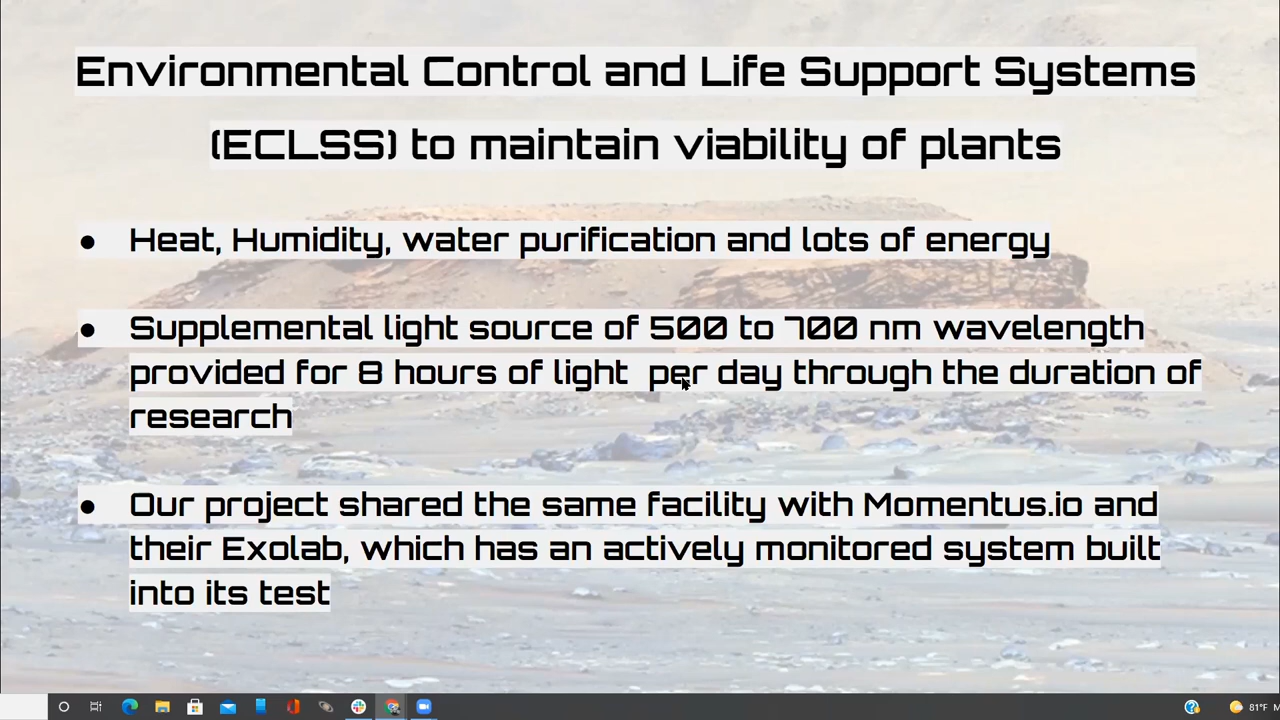 Environmental Control and Life Support Systems
(ECLSS) to maintain viability of plants
● Heat, Humidity, water purification and lots of energy
● Supplemental light source of 500 to 700 nm wavelength
provided for 8 hours of light  per day through the duration of
research
● Our project shared the same facility with Momentus.io and
their Exolab, which has an actively monitored system built
into its test
81°F M